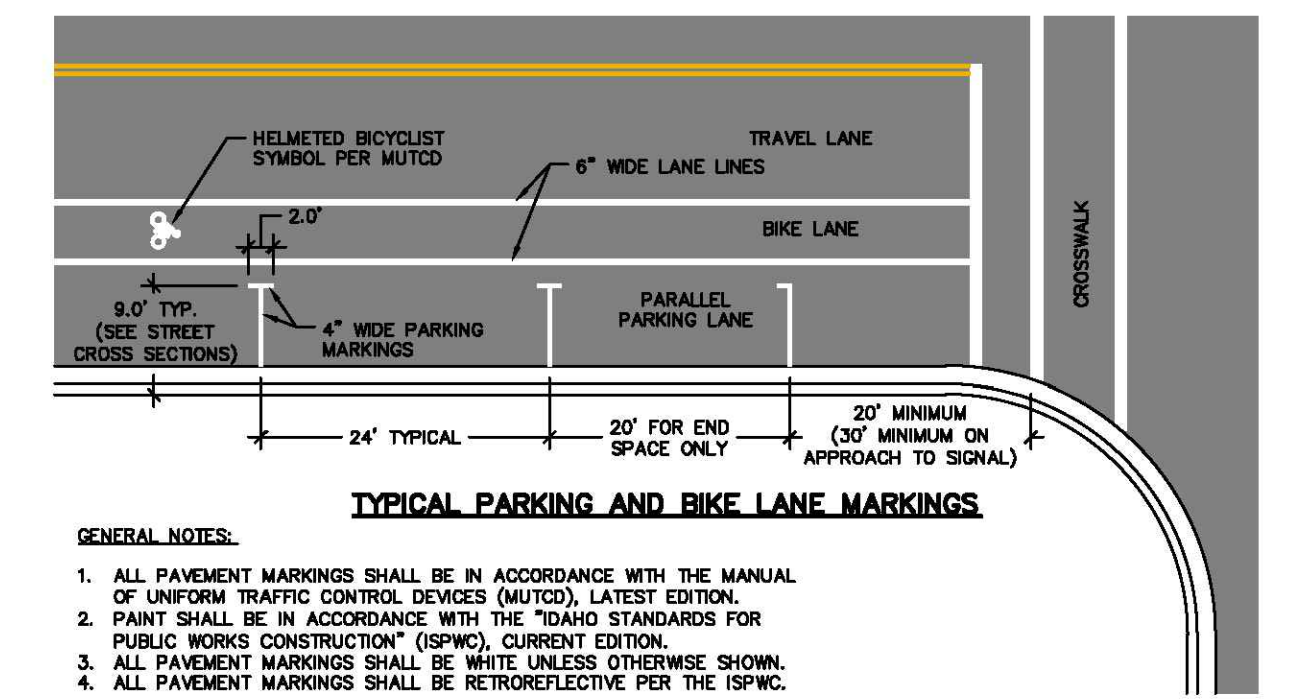 HELMETED BICYCLIST
SYMBOL PER MUTCD
TRAVEL LANE
6" WIDE LANE LINES
2.0'
BIKE LANE
CROSSWALK
9.0' TYP.
(SEE STREET
CROSS SECTIONS)
4" WIDE PARKING
MARKINGS
PARALLEL
PARKING LANE
24' TYPICAL
20' FOR END
SPACE ONLY
20' MINIMUM
(30' MINIMUM ON
APPROACH TO SIGNAL)
TYPICAL PARKING AND BIKE LANE MARKINGS
GENERAL NOTES:
1. ALL PAVEMENT MARKINGS SHALL BE IN ACCORDANCE WITH THE MANUAL
OF UNIFORM TRAFFIC CONTROL DEVICES (MUTCD), LATEST EDITION.
2. PAINT SHALL BE IN ACCORDANCE WITH THE "IDAHO STANDARDS FOR
PUBLIC WORKS CONSTRUCTION" (ISPWC), CURRENT EDITION.
3. ALL PAVEMENT MARKINGS SHALL BE WHITE UNLESS OTHERWISE SHOWN.
4. ALL PAVEMENT MARKINGS SHALL BE RETROREFLECTIVE PER THE ISPWC.